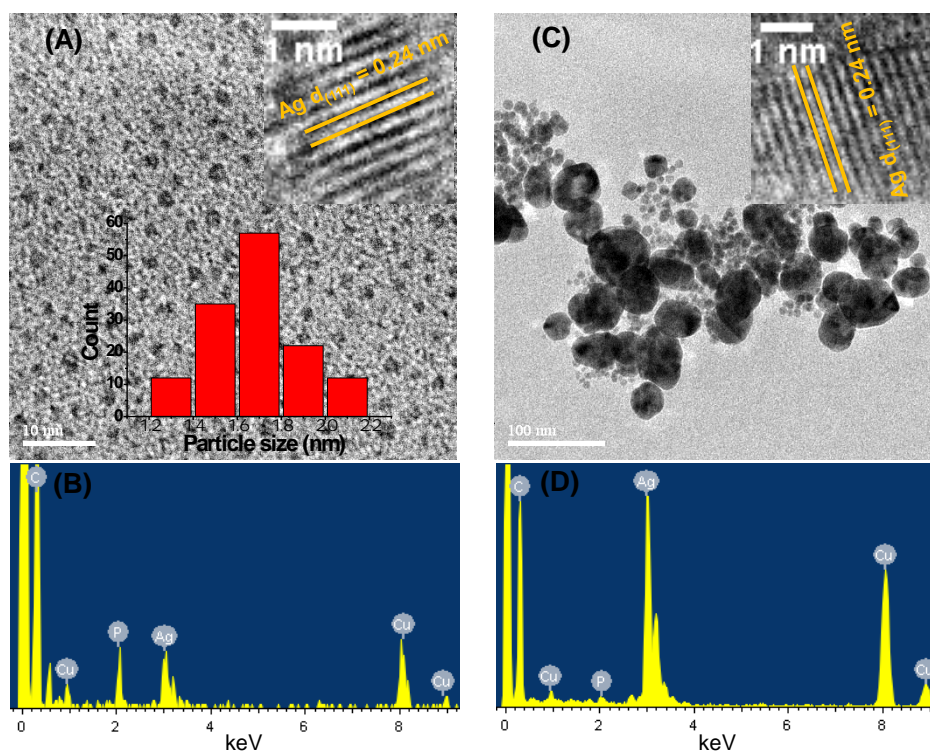 (A)
1 nm
Ag d(111) = 0.24 nm
60
50
40
30
20
10
0
Count
1.2 1.4 1.6 1.8 2.0 2.2
Particle size (nm)
10 nm
(C)
1 nm
Ag d(111) = 0.24 nm
100 nm
(B)
C
Cu
P
Ag
Cu
Cu
0 2 4 6 8
keV
(D)
C
Cu
P
Ag
Cu
Cu
0 2 4 6 8
keV